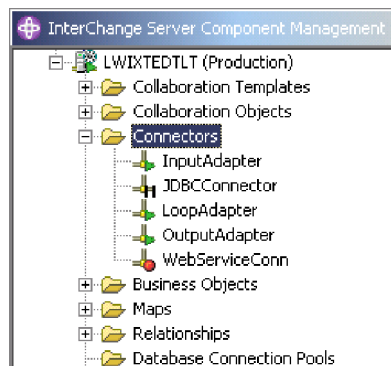 InterChange Server Component Management
LWIXTEDTLT (Production)
Collaboration Templates
Collaboration Objects
Connectors
InputAdapter
JDBCConnector
LoopAdapter
OutputAdapter
WebServiceConn
Business Objects
Maps
Relationships
Database Connection Pools